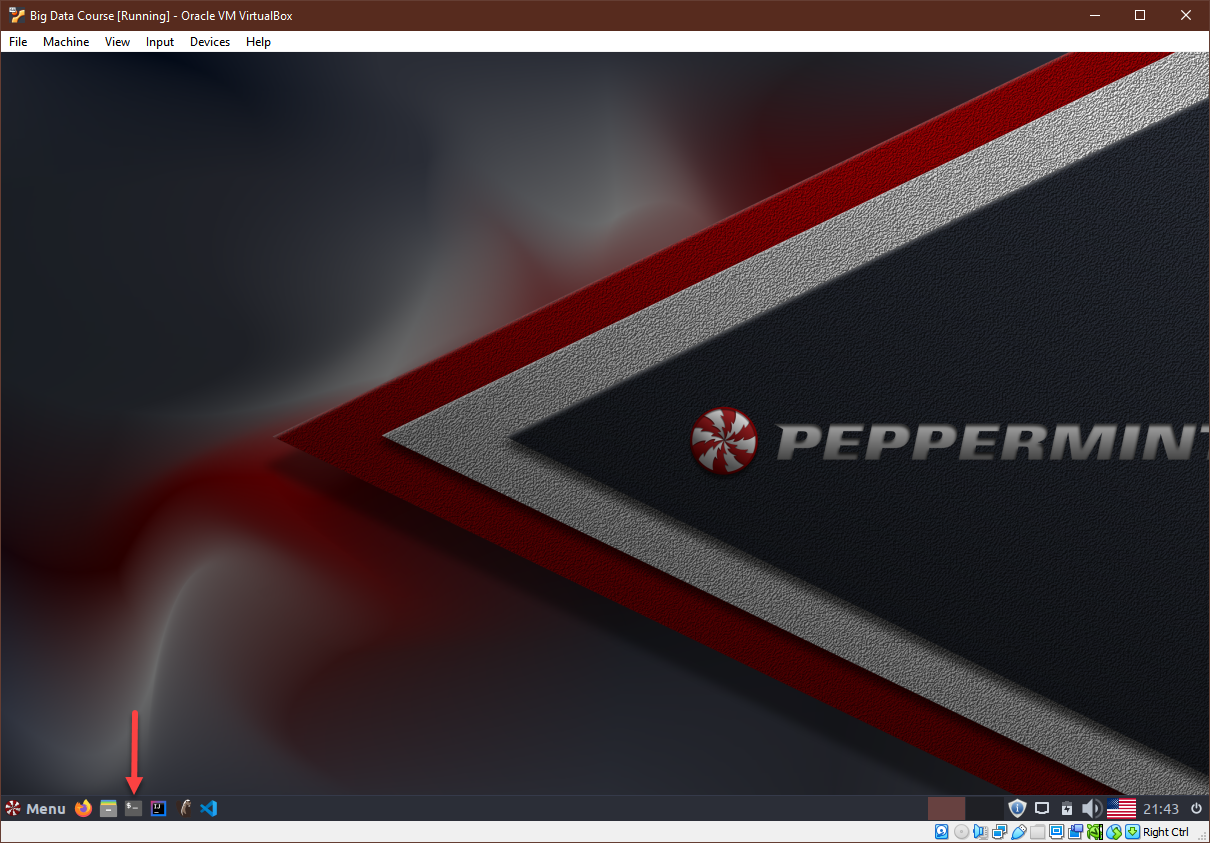 Big Data Course [Running] - Oracle VM VirtualBox
File Machine View Input Devices Help
PEPPERMINT
Menu $- IJ 21:43
Right Ctrl